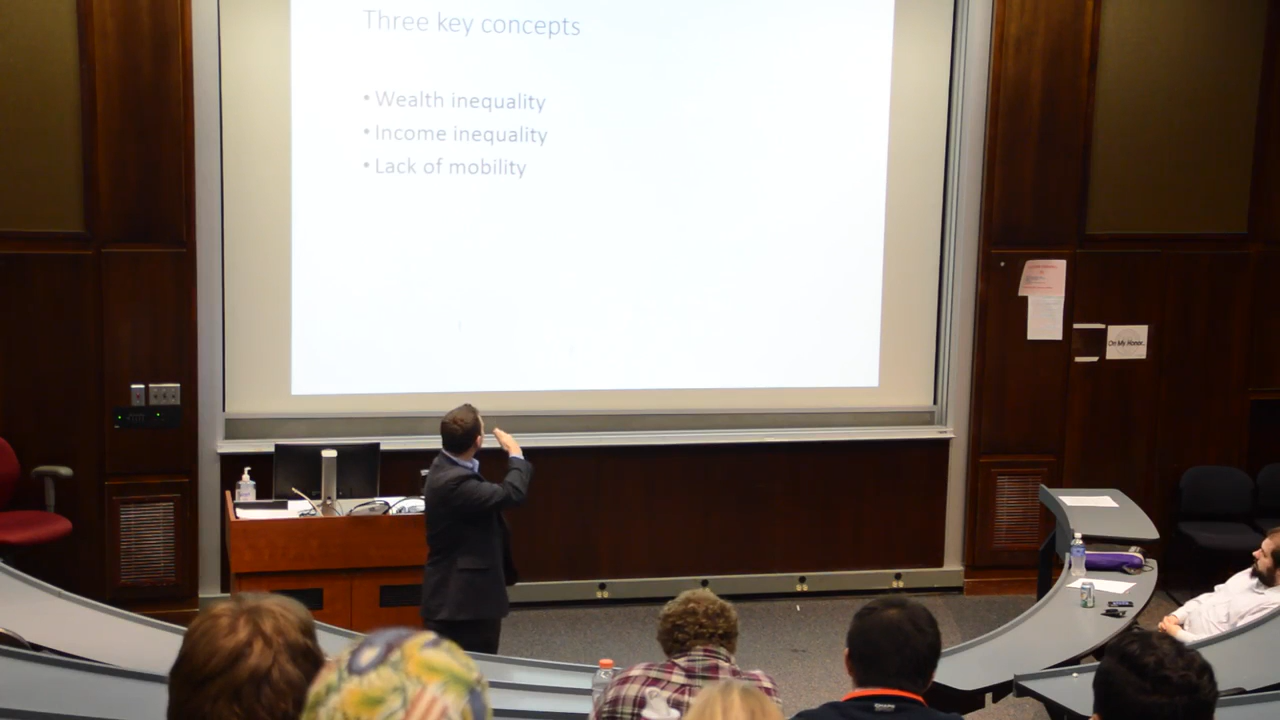 Three key concepts
• Wealth inequality
• Income inequality
• Lack of mobility
On My Honor...